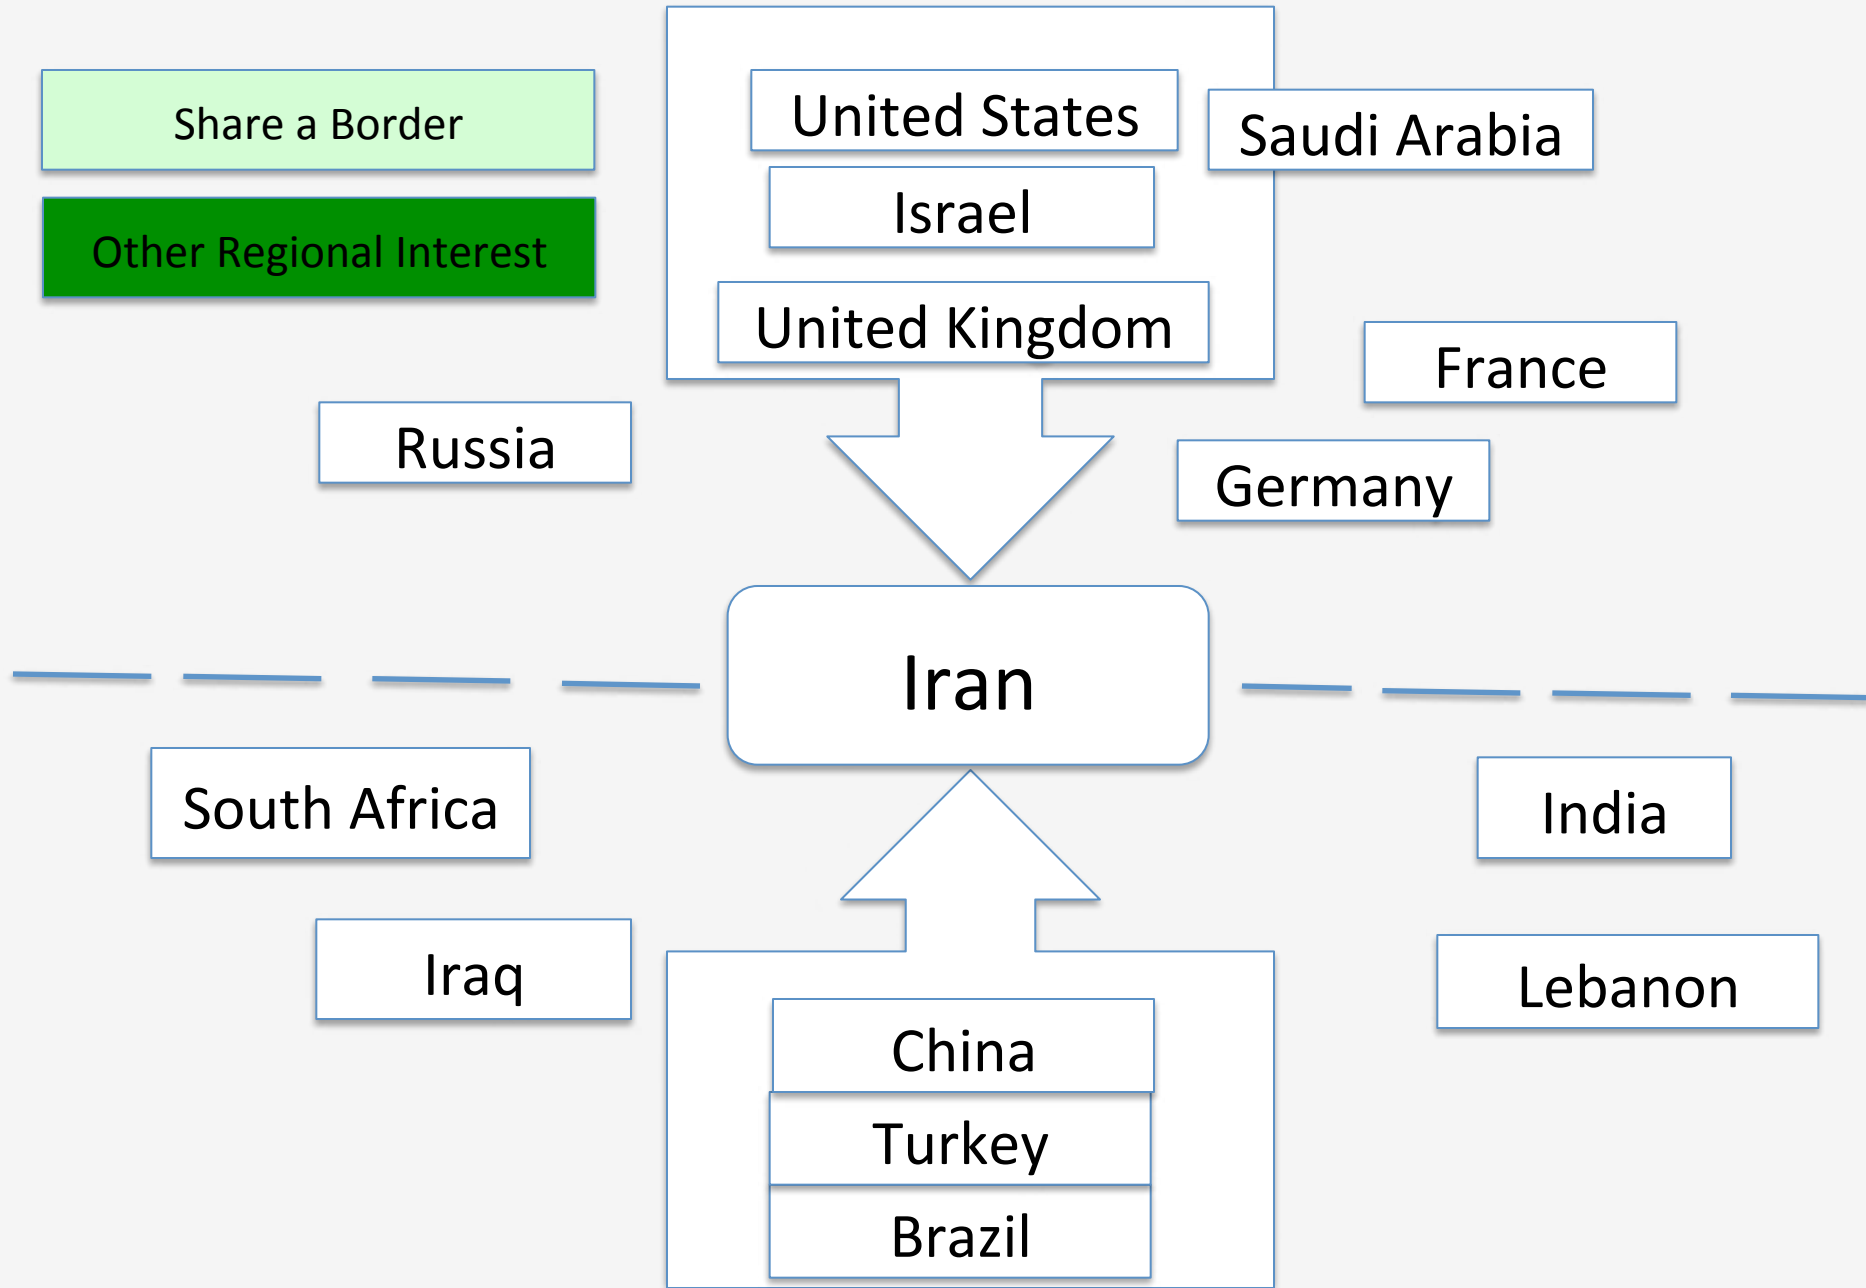 Share a Border
Other Regional Interest
United States
Saudi Arabia
Israel
United Kingdom
France
Russia
Germany
Iran
South Africa
India
Iraq
Lebanon
China
Turkey
Brazil